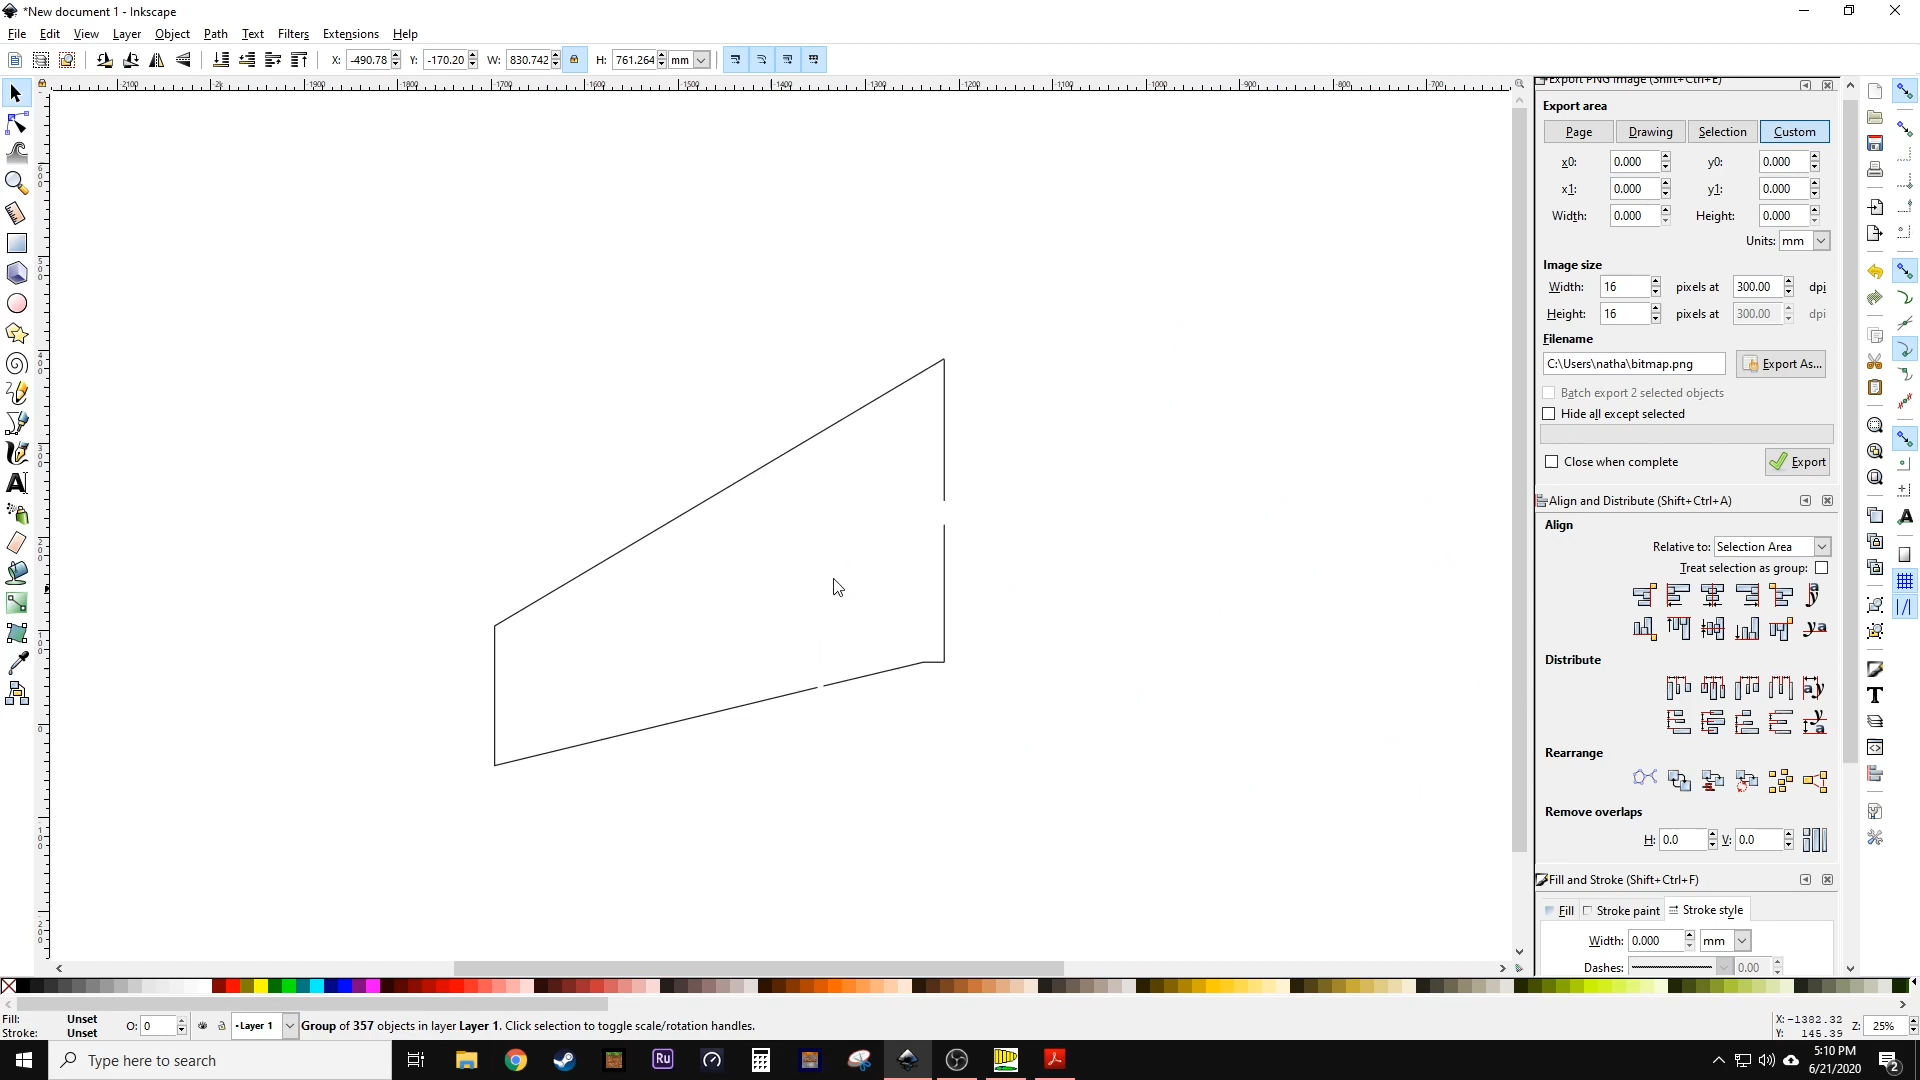 *New document 1 - Inkscape
File Edit View Layer Object Path Text Filters Extensions Help
X: -490.78 Y: -170.20 W: 830.742 H: 761.264 mm
Export PNG Image (Shift+Ctrl+E)
Export area
Page Drawing Selection Custom
x0: 0.000 y0: 0.000
x1: 0.000 y1: 0.000
Width: 0.000 Height: 0.000
Units: mm
Image size
Width: 16 pixels at 300.00 dpi
Height: 16 pixels at 300.00 dpi
Filename
C:\Users\natha\bitmap.png Export As...
Batch export 2 selected objects
Hide all except selected
Close when complete Export
Align and Distribute (Shift+Ctrl+A)
Align
Relative to: Selection Area
Treat selection as group:
Distribute
Rearrange
Remove overlaps
H: 0.0 V: 0.0
Fill and Stroke (Shift+Ctrl+F)
Fill Stroke paint Stroke style
Width: 0.000 mm
Dashes: 0.00
Fill: Unset
Stroke: Unset
O: 0 Layer 1 Group of 357 objects in layer Layer 1. Click selection to toggle scale/rotation handles.
X: -1382.32
Y: 145.39
Z: 25%
Type here to search
Ru
5:10 PM
6/21/2020
2